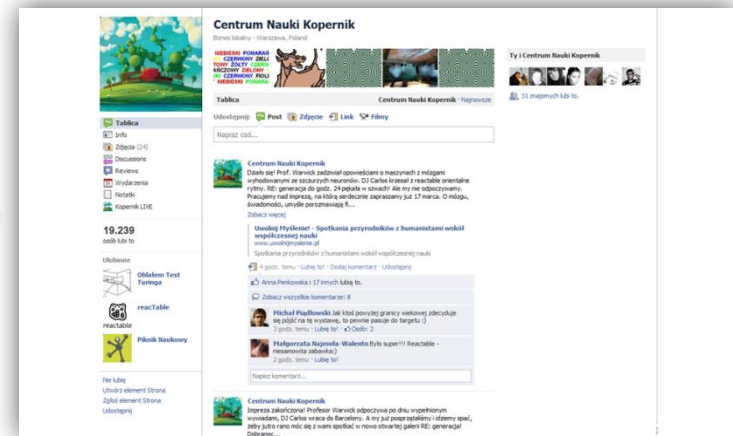 Centrum Nauki Kopernik
Biznes lokalny · Warszawa, Poland
NIEBIESKI POMARAŃ
CZERWONY ZIELI
TOWY ŻÓŁTY CZERW
AŃCZOWY ZIELONY
CZERWONY FIOLI
NIEBIESKI POMARA
Ty i Centrum Nauki Kopernik
31 znajomych lubi to.
Tablica
Centrum Nauki Kopernik · Najnowsze
Udostępnij: Post Zdjęcie Link Filmy
Napisz coś...
Tablica
Info
Zdjęcia (24)
Discussions
Reviews
Wydarzenia
Notatki
Kopernik LIVE
19.239
osób lubi to
Ulubione
Oblałem Test
Turinga
reacTable
reactable
Piknik Naukowy
Nie lubię
Utwórz element Strona
Zgłoś element Strona
Udostępnij
Centrum Nauki Kopernik
Działo się! Prof. Warwick zadziwiał opowieściami o maszynach z mózgami
wyhodowanymi ze szczurzych neuronów. DJ Carlos krzesał z reactable orientalne
rytmy. RE: generacja do godz. 24 pękała w szwach! Ale my nie odpoczywamy.
Pracujemy nad imprezą, na którą serdecznie zapraszamy już 17 marca. O mózgu,
świadomości, umyśle porozmawiają fi...
Zobacz więcej
Uwolnij Myślenie! - Spotkania przyrodników z humanistami wokół
współczesnej nauki
www.uwolnijmyslenie.pl
Spotkania przyrodników z humanistami wokół współczesnej nauki
4 godz. temu · Lubię to! · Dodaj komentarz · Udostępnij
Anna Penkowska i 17 innych lubią to.
Zobacz wszystkie komentarze: 8
Michał Piądłowski Jak ktoś powyżej granicy wiekowej zdecyduje
się pójść na tę wystawę, to pewnie pasuje do targetu :)
3 godz. temu · Lubię to! · Osób: 2
Małgorzata Najmoła-Walento Było super!!! Reactable -
niesamowita zabawka:)
2 godz. temu · Lubię to!
Napisz komentarz...
Centrum Nauki Kopernik
Impreza zakończona! Profesor Warwick odpoczywa po dniu wypełnionym
wywiadami, DJ Carlos wraca do Barcelony. A my już posprzątaliśmy i idziemy spać,
żeby jutro rano móc się z wami spotkać w nowo otwartej galerii RE: generacja!
Dobranoc...